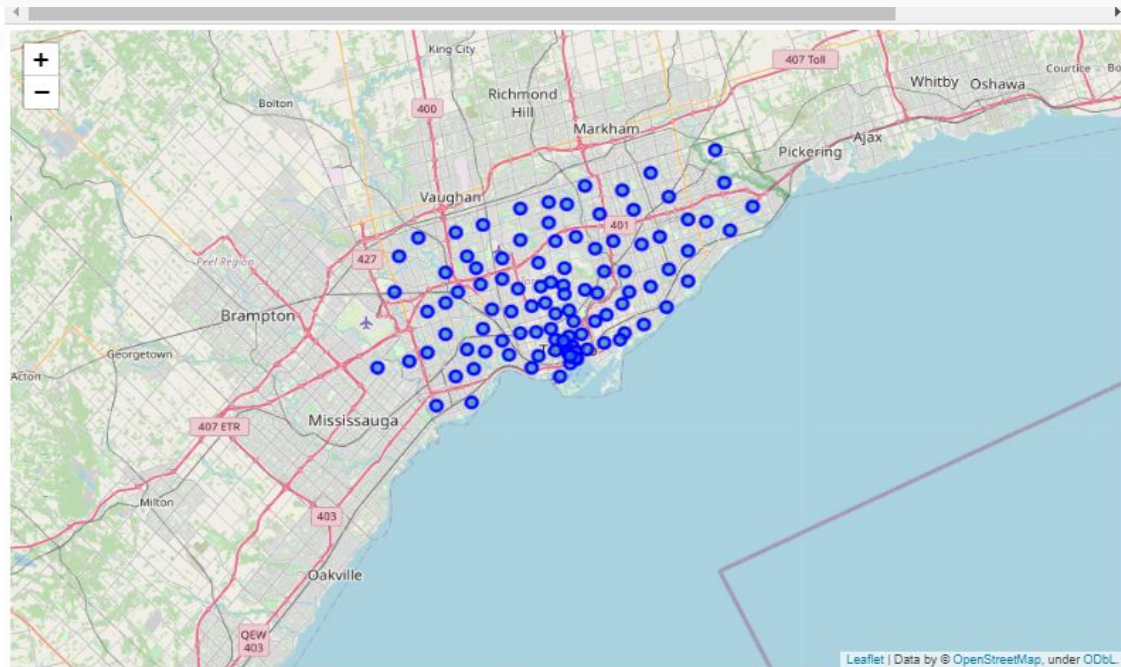 +
−
King City
407 Toll
Whitby
Oshawa
Courtice
Bo
Bolton
400
Richmond
Hill
Markham
Ajax
Pickering
Vaughan
401
427
Peel Region
Brampton
Georgetown
Acton
Mississauga
407 ETR
Milton
403
Oakville
QEW
403
Leaflet | Data by © OpenStreetMap, under ODbL.